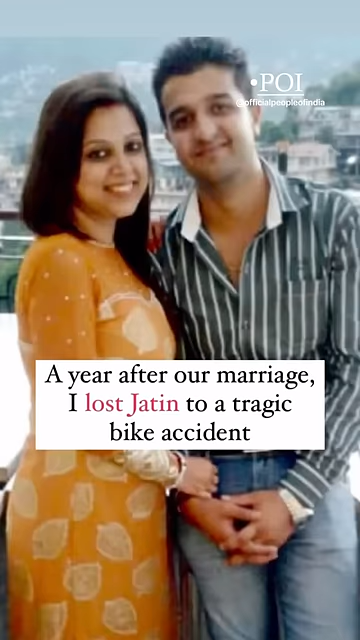 •POI
@officialpeopleofindia
A year after our marriage,
I lost Jatin to a tragic
bike accident